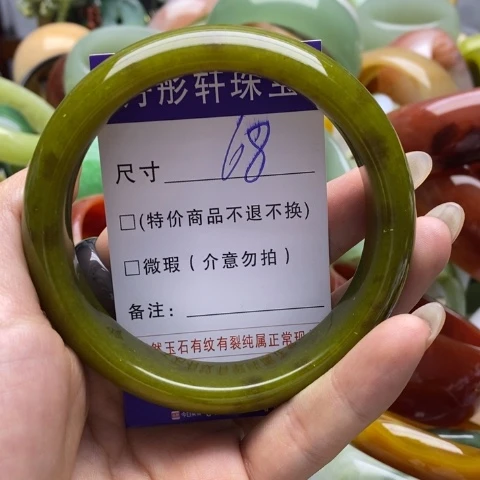 彤轩珠宝
尺寸 68
□(特价商品不退不换)
□微瑕（介意勿拍）
备注：
然玉石有纹有裂纯属正常现